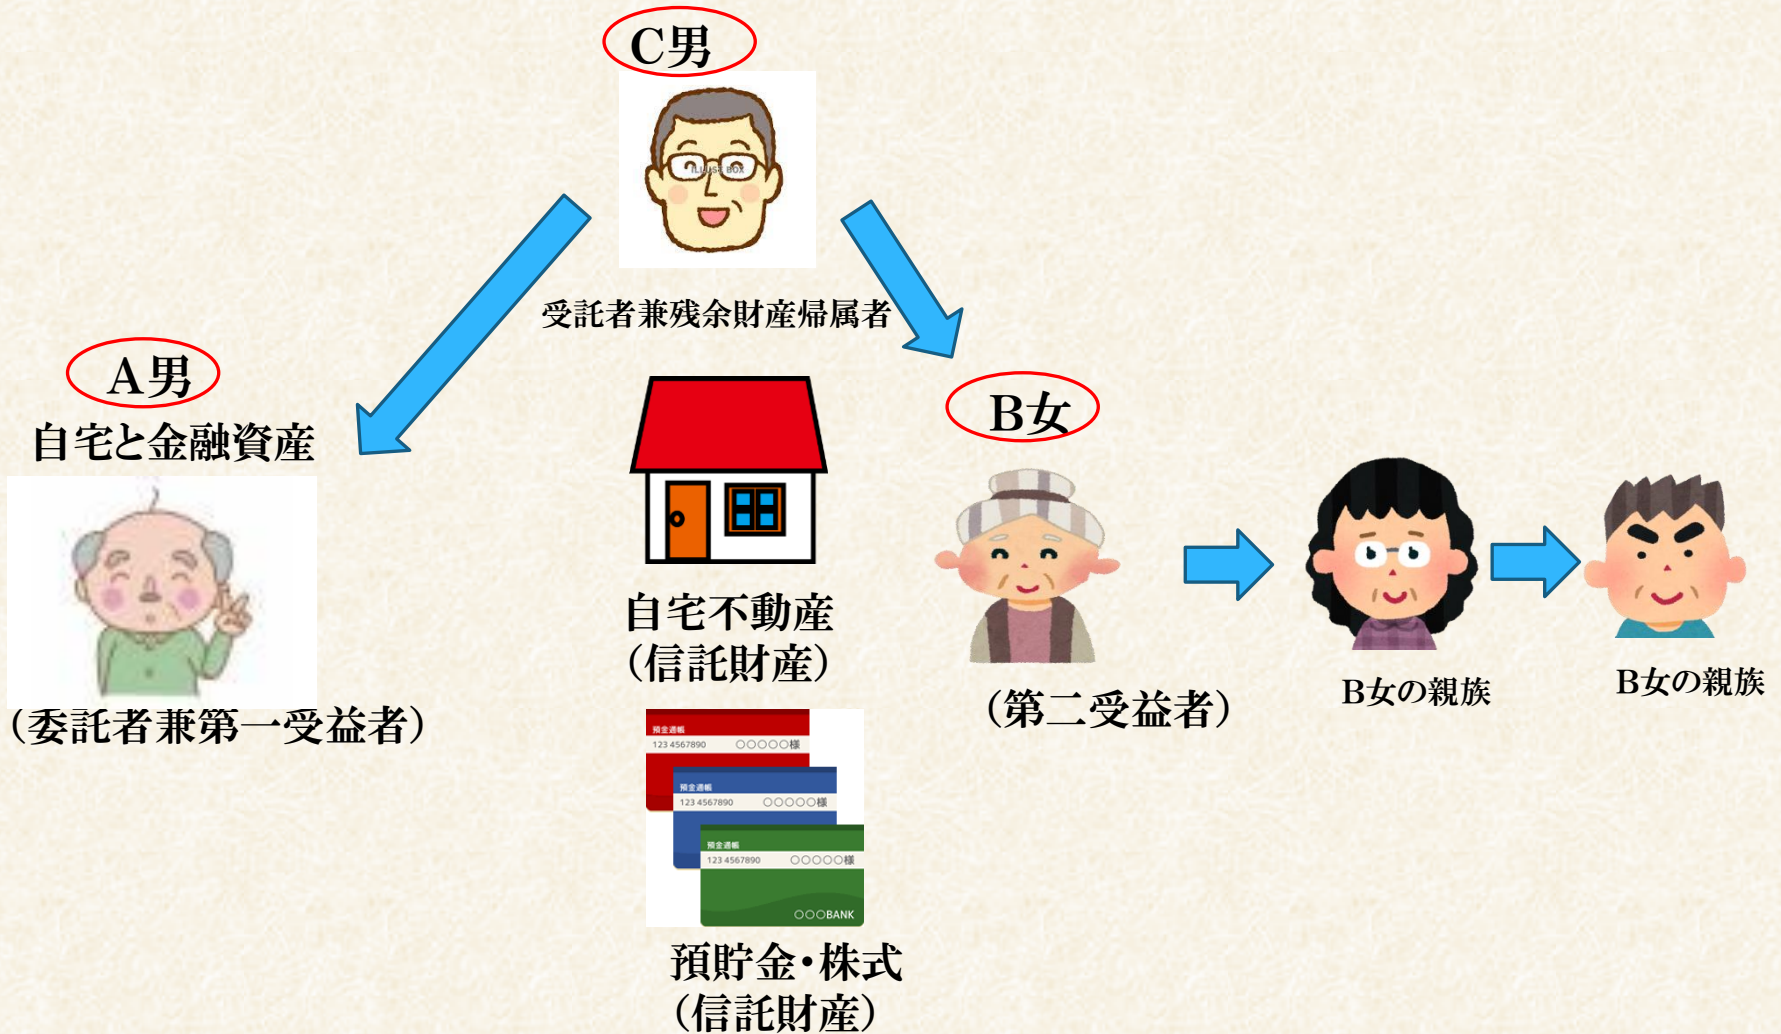 C男
ILLUST BOX
受託者兼残余財産帰属者
A男
自宅と金融資産
(委託者兼第一受益者)
自宅不動産
(信託財産)
B女
(第二受益者)
B女の親族
B女の親族
預金通帳
123 4567890 ○○○○○様
預金通帳
123 4567890 ○○○○○様
預金通帳
123 4567890 ○○○○○様
○○○BANK
預貯金・株式
(信託財産)